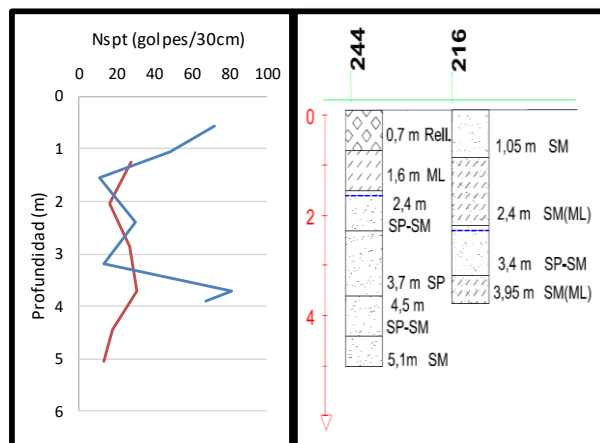 Nspt (golpes/30cm)
0 20 40 60 80 100
0
1
2
3
4
5
6
Profundidad (m)
244
216
0
2
4
0,7 m Rell.
1,6 m ML
2,4 m
SP-SM
3,7 m SP
4,5 m
SP-SM
5,1m SM
1,05 m SM
2,4 m SM(ML)
3,4 m SP-SM
3,95 m SM(ML)